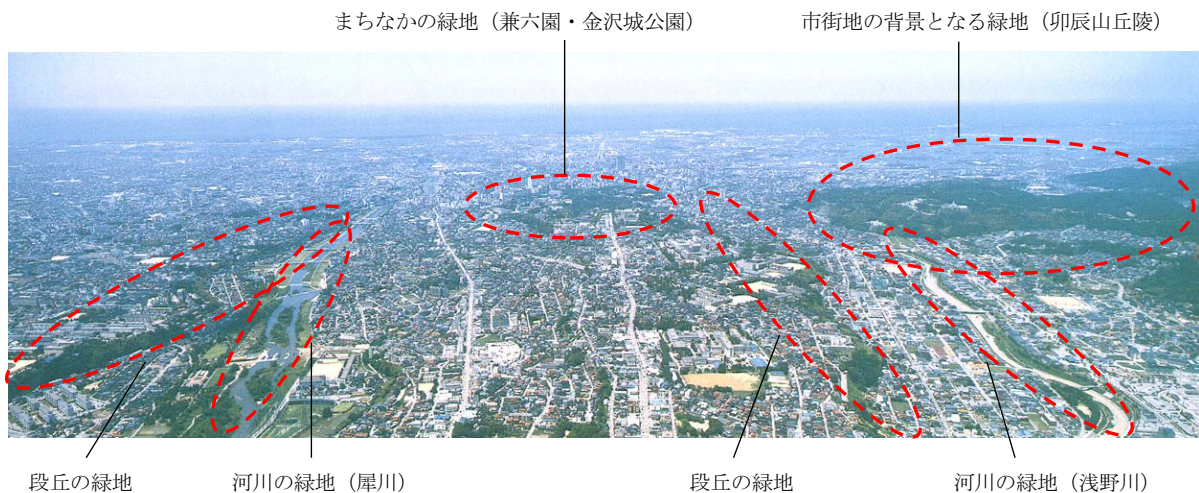 まちなかの緑地（兼六園・金沢城公園）
市街地の背景となる緑地（卯辰山丘陵）
段丘の緑地
河川の緑地（犀川）
段丘の緑地
河川の緑地（浅野川）